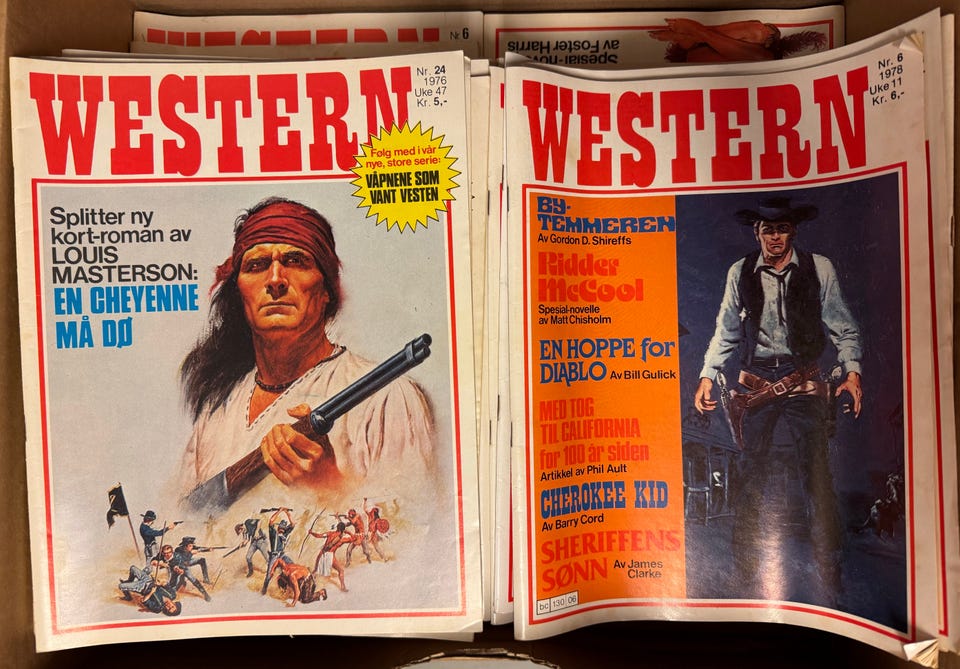 WESTERN
Nr. 6
Spesial-nov
av Foster Harris
WESTERN
Nr. 24
1976
Uke 47
Kr. 5,-
Følg med i vår
nye, store serie:
VÅPNENE SOM
VANT VESTEN
Splitter ny
kort-roman av
LOUIS
MASTERSON:
EN CHEYENNE
MÅ DØ
WESTERN
Nr. 6
1978
Uke 11
Kr. 6,-
BY-
TEMMEREN
Av Gordon D. Shireffs
Ridder
McCool
Spesial-novelle
av Matt Chisholm
EN HOPPE for
DIABLO Av Bill Gulick
MED TOG
TIL CALIFORNIA
for 100 år siden
Artikkel av Phil Ault
CHEROKEE KID
Av Barry Cord
SHERIFFENS
SØNN Av James
Clarke
bc 130 06